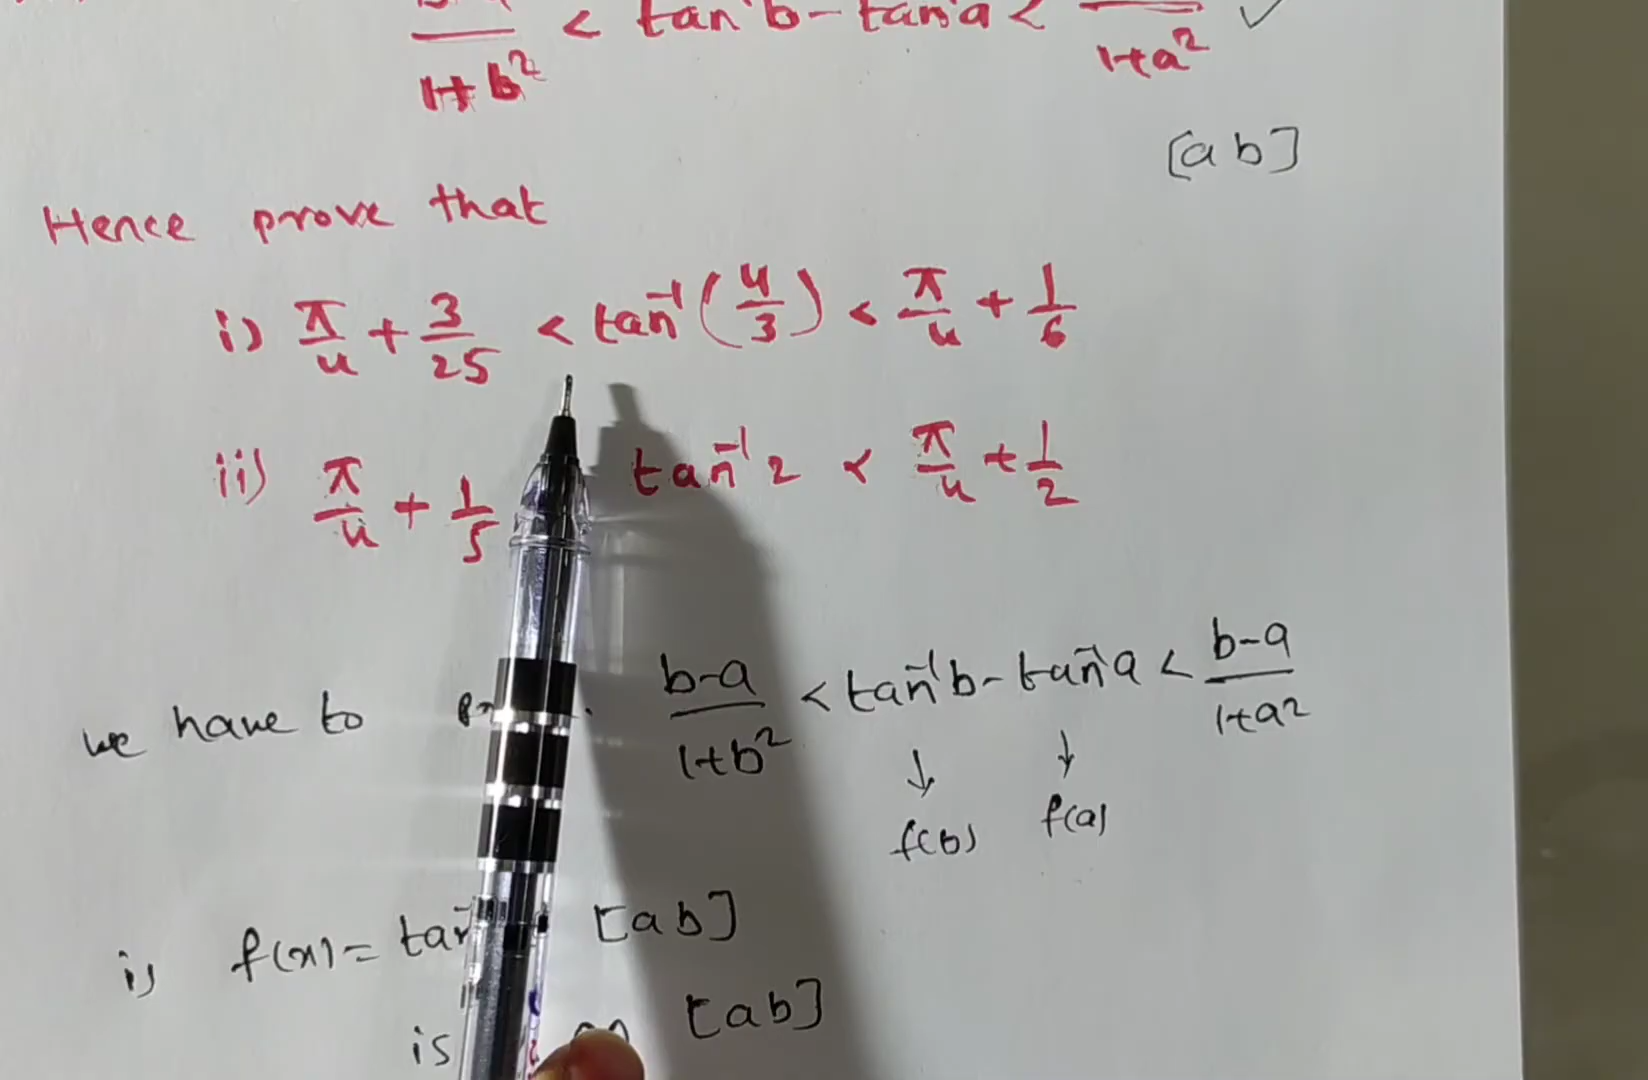 b-a/1+b² < tan⁻¹b - tan⁻¹a < /1+a² ✓
[a b]
Hence prove that
i) π/4 + 3/25 < tan⁻¹(4/3) < π/4 + 1/6
ii) π/4 + 1/5 tan⁻¹2 < π/4 + 1/2
we have to b-a/1+b² < tan⁻¹b - tan⁻¹a < b-a/1+a²
↓ ↓
f(b) f(a)
is f(x) = [a b]
is [a b]